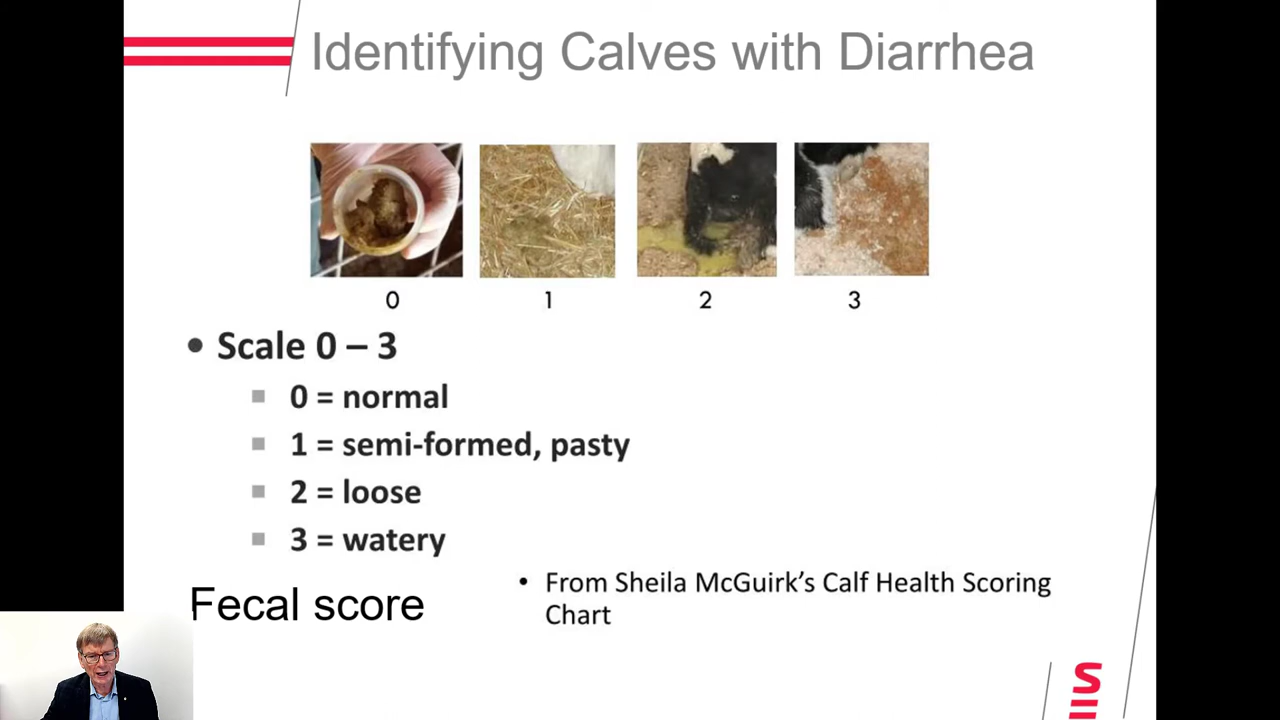 Identifying Calves with Diarrhea
0 1 2 3
• Scale 0 – 3
0 = normal
1 = semi-formed, pasty
2 = loose
3 = watery
Fecal score
• From Sheila McGuirk’s Calf Health Scoring
Chart
S